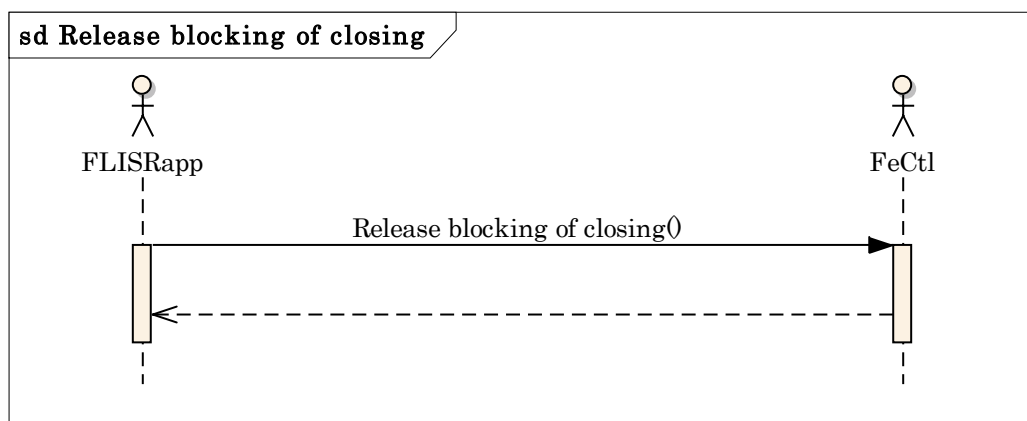 sd Release blocking of closing
FLISRapp
FeCtl
Release blocking of closing()